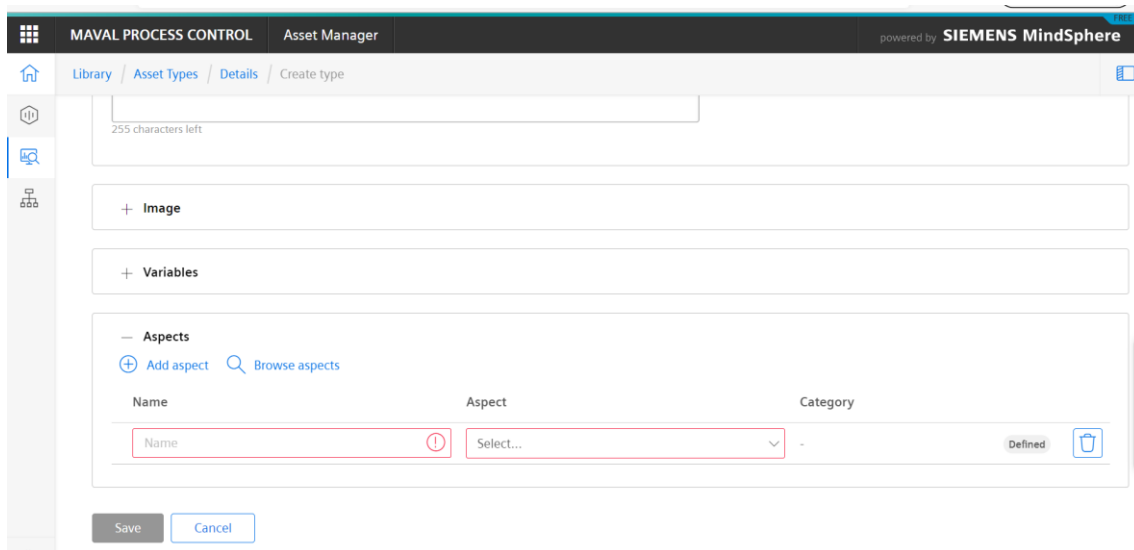 FREE
MAVAL PROCESS CONTROL Asset Manager powered by SIEMENS MindSphere
Library / Asset Types / Details / Create type
255 characters left
+ Image
+ Variables
— Aspects
Add aspect Browse aspects
Name Aspect Category
Name Select... - Defined
Save Cancel